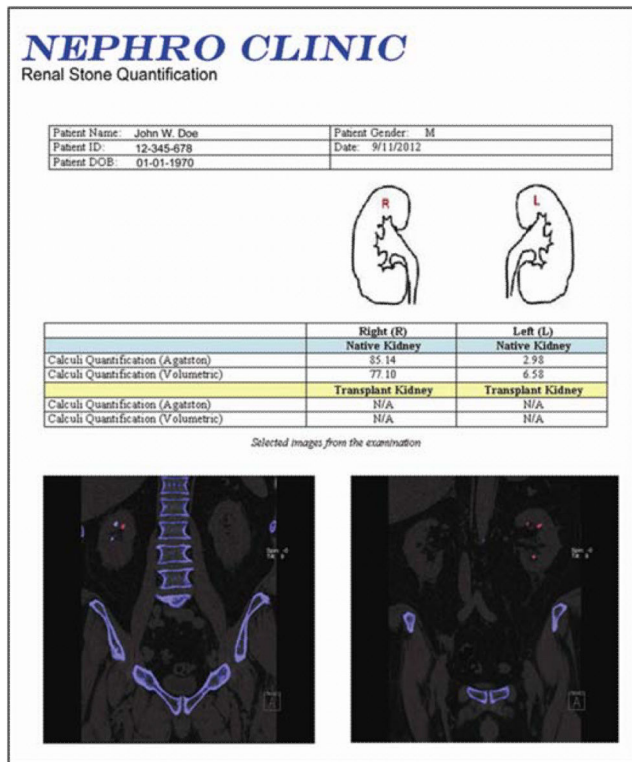 NEPHRO CLINIC
Renal Stone Quantification
Patient Name: John W. Doe Patient Gender: M
Patient ID: 12-345-678 Date: 9/11/2012
Patient DOB: 01-01-1970
R L
Right (R) Left (L)
Native Kidney Native Kidney
Calculi Quantification (Agatston) 85.14 2.98
Calculi Quantification (Volumetric) 77.10 6.58
Transplant Kidney Transplant Kidney
Calculi Quantification (Agatston) N/A N/A
Calculi Quantification (Volumetric) N/A N/A
Selected images from the examination
A A